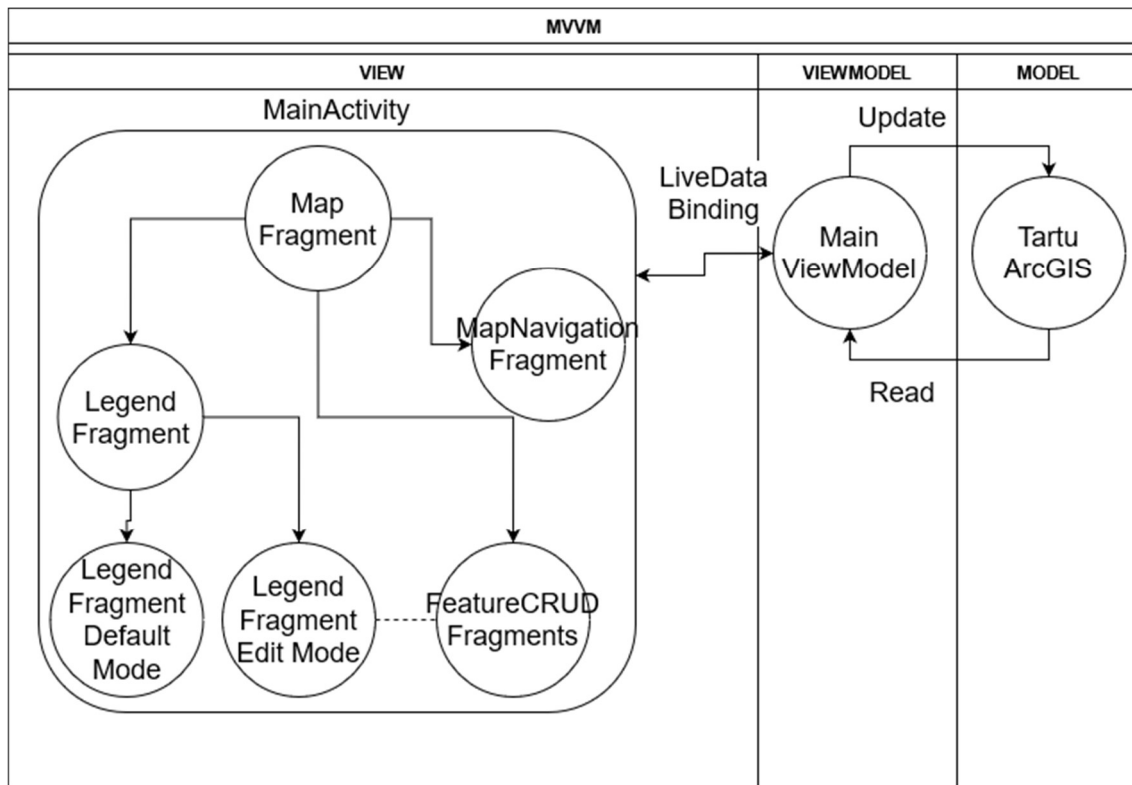 MVVM
VIEW
VIEWMODEL
MODEL
MainActivity
Map
Fragment
MapNavigation
Fragment
Legend
Fragment
Legend
Fragment
Default
Mode
Legend
Fragment
Edit Mode
FeatureCRUD
Fragments
LiveData
Binding
Update
Main
ViewModel
Tartu
ArcGIS
Read